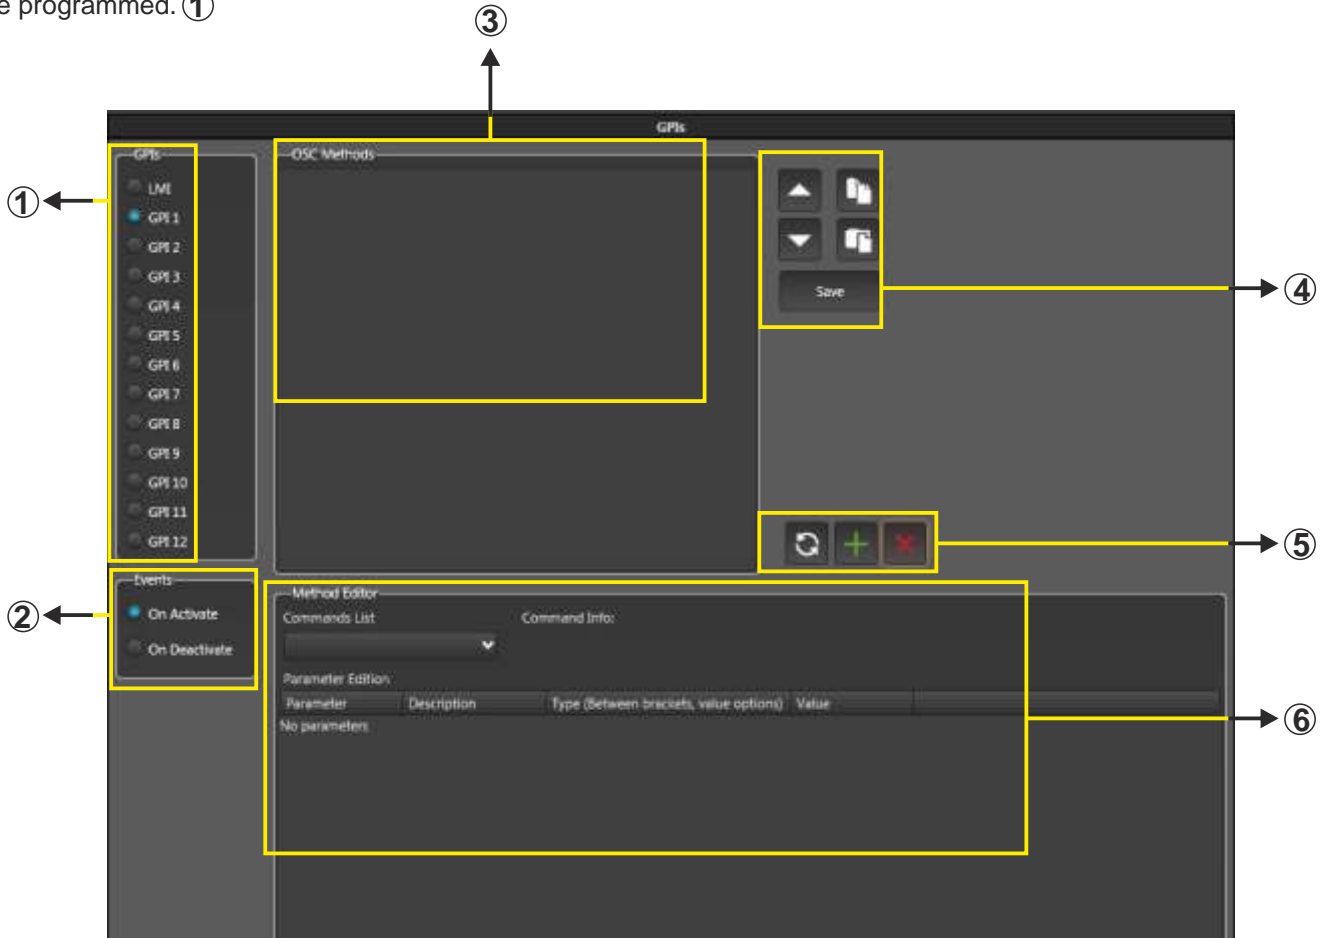 e programmed. ①
③
GPIs
GPIs
OSC Methods
① 
LMI
GPI 1
GPI 2
GPI 3
GPI 4
GPI 5
GPI 6
GPI 7
GPI 8
GPI 9
GPI 10
GPI 11
GPI 12
Save
④
⑤
Events
② 
On Activate
On Deactivate
Method Editor
Commands List Command Info:
Parameter Edition
Parameter Description Type (Between brackets, value options) Value
No parameters
⑥